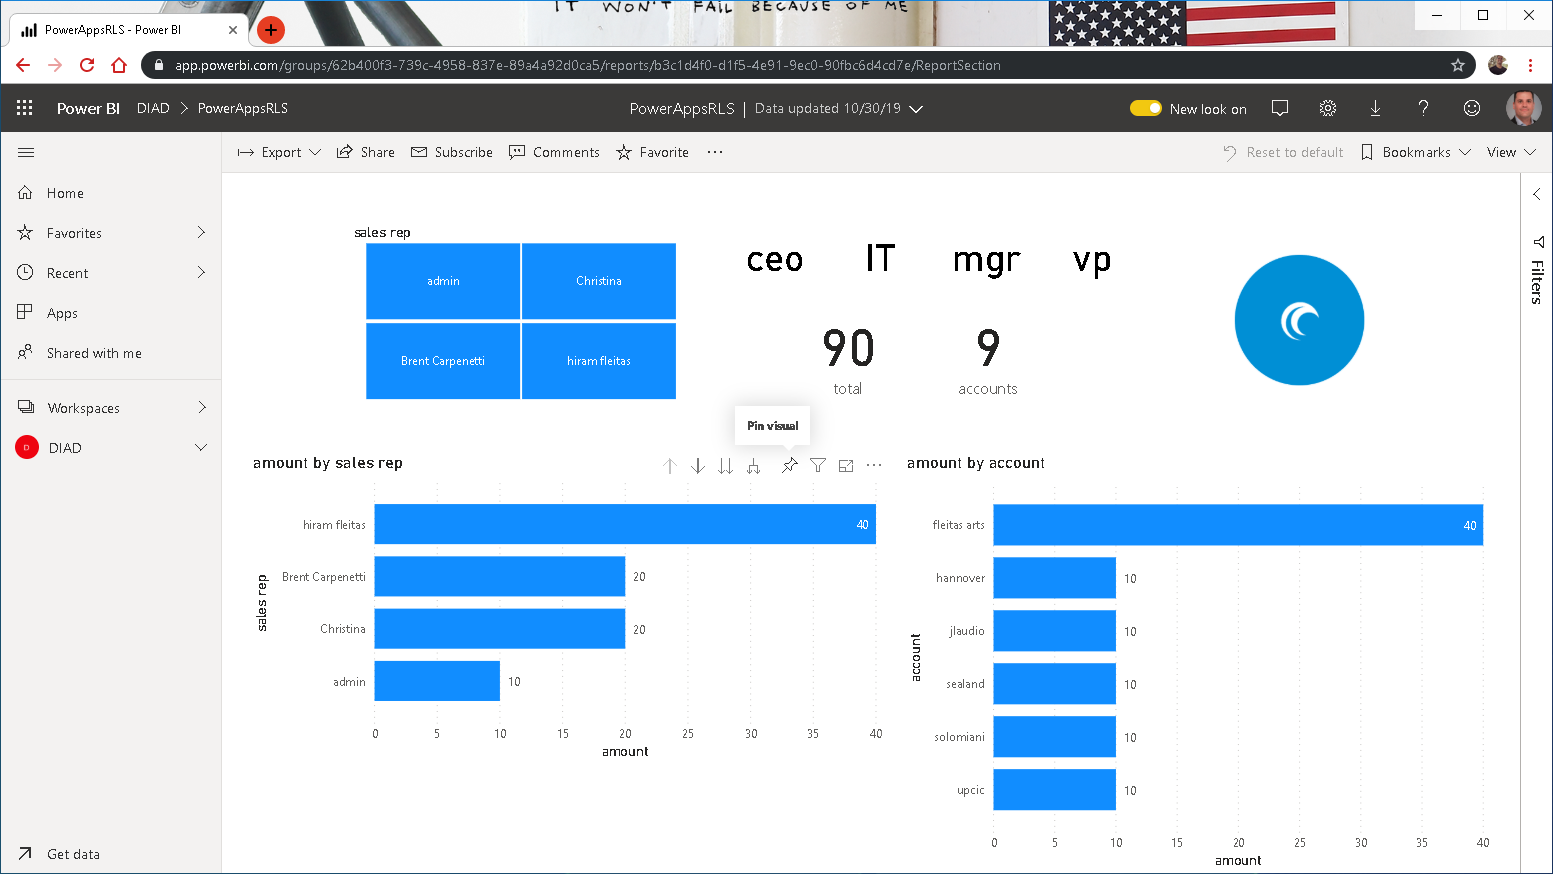 IT WON'T FAIL BECAUSE OF ME
PowerAppsRLS - Power BI
app.powerbi.com/groups/62b400f3-739c-4958-837e-89a4a92d0ca5/reports/b3c1d4f0-d1f5-4e91-9ec0-90fbc6d4cd7e/ReportSection
Power BI DIAD PowerAppsRLS
PowerAppsRLS | Data updated 10/30/19
New look on
Export Share Subscribe Comments Favorite ...
Reset to default Bookmarks View
Home
Favorites
Recent
Apps
Shared with me
Workspaces
D DIAD
Get data
Filters
sales rep
admin Christina
Brent Carpenetti hiram fleitas
ceo IT mgr vp
90 9
total accounts
Pin visual
amount by sales rep
sales rep
hiram fleitas 40
Brent Carpenetti 20
Christina 20
admin 10
0 5 10 15 20 25 30 35 40
amount
amount by account
account
fleitas arts 40
hannover 10
jlaudio 10
sealand 10
solomiani 10
upcic 10
0 5 10 15 20 25 30 35 40
amount